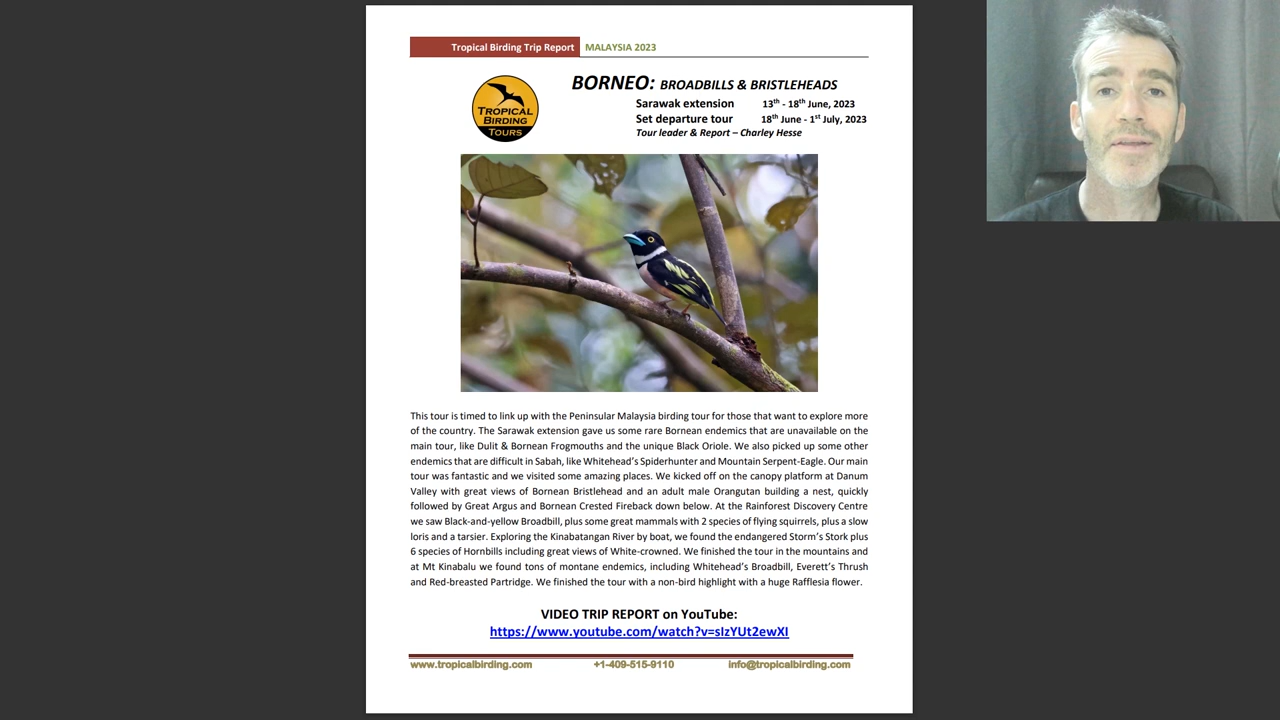 Tropical Birding Trip Report MALAYSIA 2023
BORNEO: BROADBILLS & BRISTLEHEADS
Sarawak extension 13th - 18th June, 2023
Set departure tour 18th June - 1st July, 2023
Tour leader & Report – Charley Hesse
TROPICAL
BIRDING
TOURS
This tour is timed to link up with the Peninsular Malaysia birding tour for those that want to explore more
of the country. The Sarawak extension gave us some rare Bornean endemics that are unavailable on the
main tour, like Dulit & Bornean Frogmouths and the unique Black Oriole. We also picked up some other
endemics that are difficult in Sabah, like Whitehead's Spiderhunter and Mountain Serpent-Eagle. Our main
tour was fantastic and we visited some amazing places. We kicked off on the canopy platform at Danum
Valley with great views of Bornean Bristlehead and an adult male Orangutan building a nest, quickly
followed by Great Argus and Bornean Crested Fireback down below. At the Rainforest Discovery Centre
we saw Black-and-yellow Broadbill, plus some great mammals with 2 species of flying squirrels, plus a slow
loris and a tarsier. Exploring the Kinabatangan River by boat, we found the endangered Storm's Stork plus
6 species of Hornbills including great views of White-crowned. We finished the tour in the mountains and
at Mt Kinabalu we found tons of montane endemics, including Whitehead's Broadbill, Everett's Thrush
and Red-breasted Partridge. We finished the tour with a non-bird highlight with a huge Rafflesia flower.
VIDEO TRIP REPORT on YouTube:
https://www.youtube.com/watch?v=sIzYUt2ewXI
www.tropicalbirding.com +1-409-515-9110 info@tropicalbirding.com